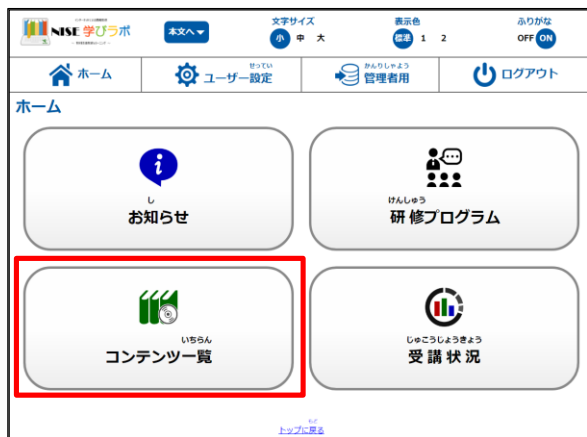 NISE 学びラボ
本文へ
文字サイズ
小 中 大
表示色
標準 1 2
ふりがな
OFF ON
ホーム
せってい
ユーザー設定
かんりしゃよう
管理者用
ログアウト
ホーム
し
お知らせ
けんしゅう
研修プログラム
いちらん
コンテンツ一覧
じゅこうじょうきょう
受講状況
もど
トップに戻る